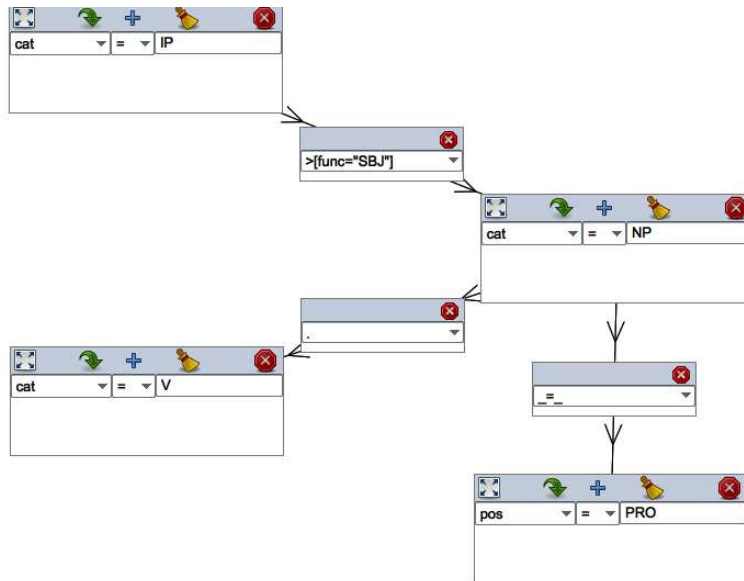 cat = IP
>[func="SBJ"]
cat = NP
.
cat = V
_=_
pos = PRO